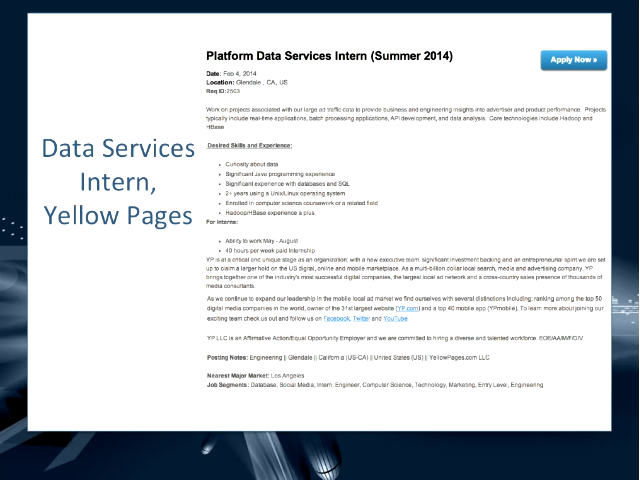 Platform Data Services Intern (Summer 2014)
Apply Now »
Date: Feb 4, 2014
Location: Glendale , CA, US
Req ID:2503
Work on projects associated with our large ad traffic data to provide business and engineering insights into advertiser and product performance. Projects
typically include real-time applications, batch processing applications, API development, and data analysis. Core technologies include Hadoop and
HBase
Desired Skills and Experience:
• Curiosity about data
• Significant Java programming experience
• Significant experience with databases and SQL
• 2+ years using a Unix/Linux operating system
• Enrolled in computer science coursework or a related field
• Hadoop/HBase experience a plus
For Interns:
• Ability to work May - August
• 40 hours per week paid Internship
YP is at a critical and unique stage as an organization: with a new executive team, significant investment backing and an entrepreneurial spirit we are set
up to claim a larger hold on the US digital, online and mobile marketplace. As a multi-billion dollar local search, media and advertising company, YP
brings together one of the industry's most successful digital companies, the largest local ad network and a cross-country sales presence of thousands of
media consultants.
As we continue to expand our leadership in the mobile local ad market we find ourselves with several distinctions including: ranking among the top 50
digital media companies in the world, owner of the 31st largest website (YP.com) and a top 40 mobile app (YPmobile). To learn more about joining our
exciting team check us out and follow us on Facebook, Twitter and YouTube
YP LLC is an Affirmative Action/Equal Opportunity Employer and we are committed to hiring a diverse and talented workforce. EOE/AA/M/F/D/V
Posting Notes: Engineering || Glendale || California (US-CA) || United States (US) || YellowPages.com LLC
Nearest Major Market: Los Angeles
Job Segments: Database, Social Media, Intern, Engineer, Computer Science, Technology, Marketing, Entry Level, Engineering
Data Services
Intern,
Yellow Pages